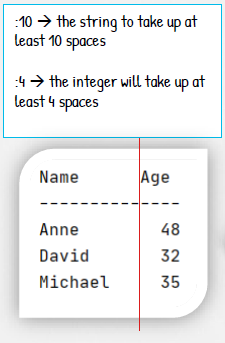 :10 → the string to take up at
least 10 spaces
:4 → the integer will take up at
least 4 spaces
Name Age
--------------
Anne 48
David 32
Michael 35